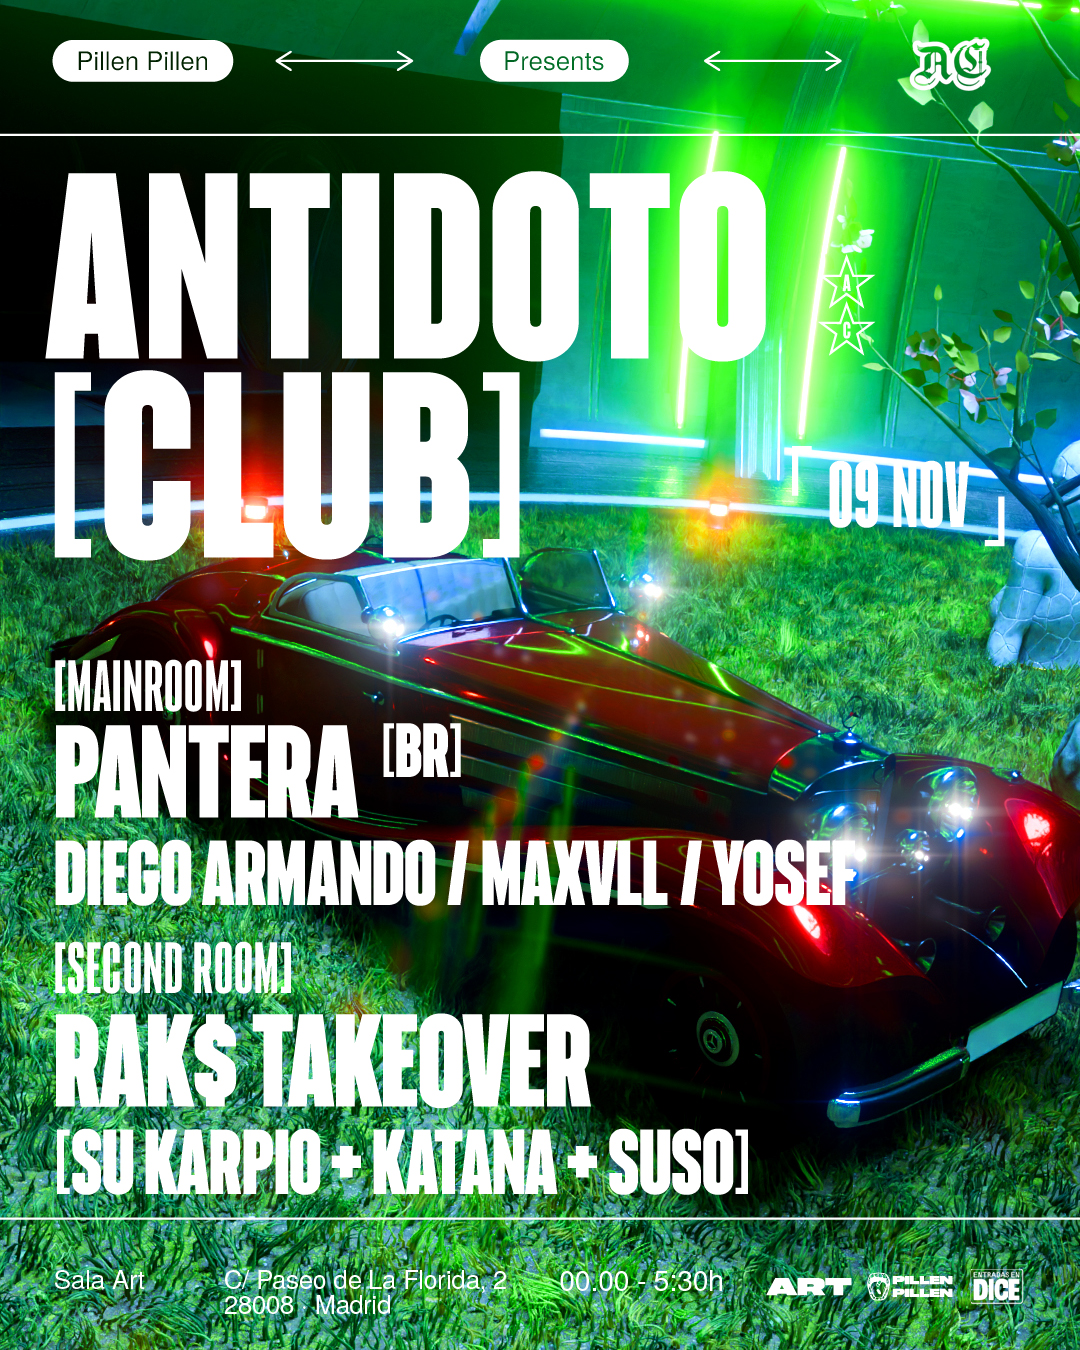 Pillen Pillen
Presents
AC
ANTIDOTO
[CLUB]
A
C
09 NOV
[MAINROOM]
PANTERA [BR]
DIEGO ARMANDO / MAXVLL / YOSEF
[SECOND ROOM]
RAK$ TAKEOVER
[SU KARPIO + KATANA + SUSO]
Sala Art
C/ Paseo de La Florida, 2
28008 · Madrid
00.00 - 5:30h
ART
PILLEN
PILLEN
ENTRADAS EN
DICE